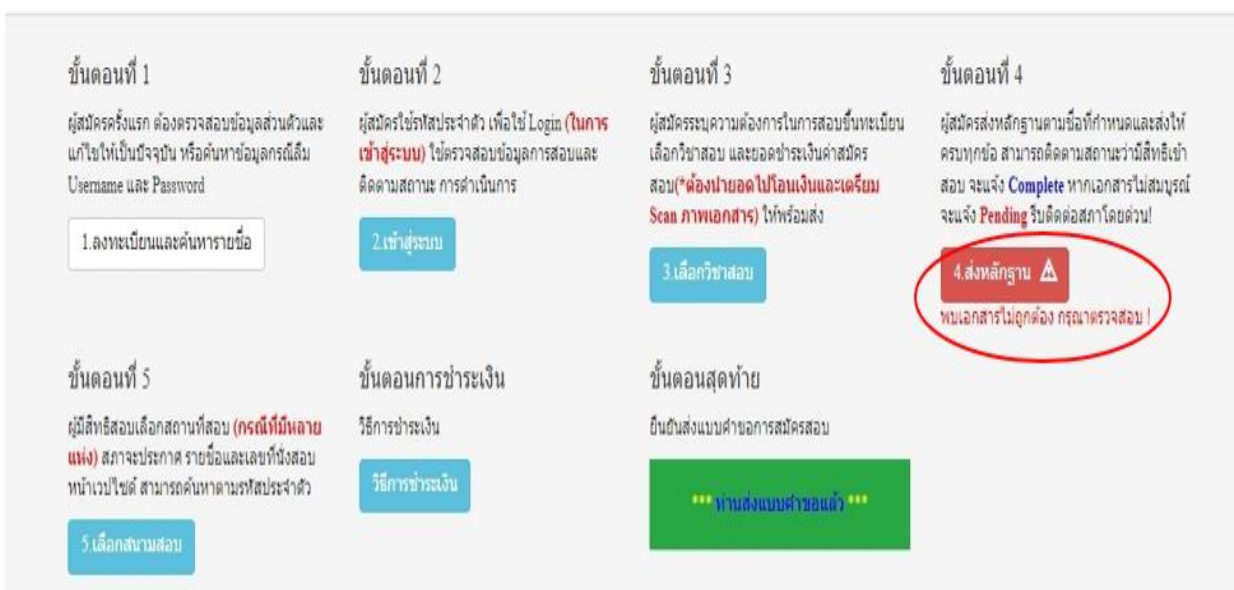 ขั้นตอนที่ 1
ผู้สมัครครั้งแรก ต้องตรวจสอบข้อมูลส่วนตัวและ
แก้ไขให้เป็นปัจจุบัน หรือค้นหาข้อมูลกรณีลืม
Username และ Password
1.ลงทะเบียนและค้นหารายชื่อ
ขั้นตอนที่ 2
ผู้สมัครใช้รหัสประจำตัว เพื่อใช้ Login (ในการ
เข้าสู่ระบบ) ใช้ตรวจสอบข้อมูลการสอบและ
ติดตามสถานะ การดำเนินการ
2.เข้าสู่ระบบ
ขั้นตอนที่ 3
ผู้สมัครระบุความต้องการในการสอบขึ้นทะเบียน
เลือกวิชาสอบ และยอดชำระเงินค่าสมัคร
สอบ(*ต้องนำยอดไปโอนเงินและเตรียม
Scan ภาพเอกสาร) ให้พร้อมส่ง
3.เลือกวิชาสอบ
ขั้นตอนที่ 4
ผู้สมัครส่งหลักฐานตามชื่อที่กำหนดและส่งให้
ครบทุกข้อ สามารถติดตามสถานะว่ามีสิทธิเข้า
สอบ จะแจ้ง Complete หากเอกสารไม่สมบูรณ์
จะแจ้ง Pending รีบติดต่อสภาโดยด่วน!
4.ส่งหลักฐาน
พบเอกสารไม่ถูกต้อง กรุณาตรวจสอบ !
ขั้นตอนที่ 5
ผู้มีสิทธิสอบเลือกสถานที่สอบ (กรณีที่มีหลาย
แห่ง) สภาจะประกาศ รายชื่อและเลขที่นั่งสอบ
หน้าเวปไซด์ สามารถค้นหาตามรหัสประจำตัว
5.เลือกสนามสอบ
ขั้นตอนการชำระเงิน
วิธีการชำระเงิน
วิธีการชำระเงิน
ขั้นตอนสุดท้าย
ยืนยันส่งแบบคำขอการสมัครสอบ
*** ท่านส่งแบบคำขอแล้ว ***